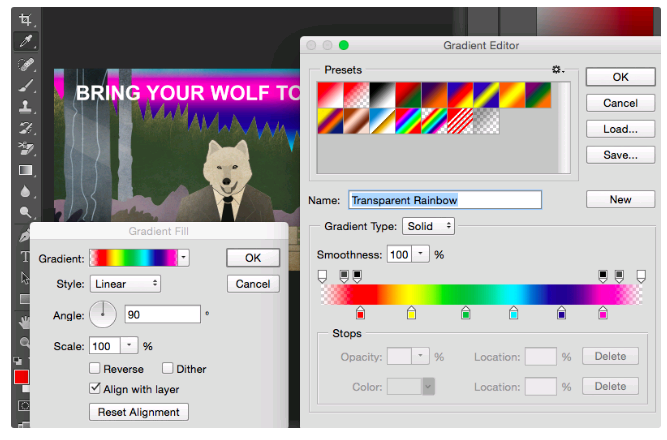 Gradient Editor
Presets
OK
Cancel
Load...
Save...
BRING YOUR WOLF TO
Name: Transparent Rainbow
New
Gradient Type: Solid
Smoothness: 100 %
Gradient Fill
Gradient:
OK
Style: Linear
Cancel
Angle: 90 °
Scale: 100 %
Reverse
Dither
Align with layer
Reset Alignment
Stops
Opacity: % Location: % Delete
Color: Location: % Delete